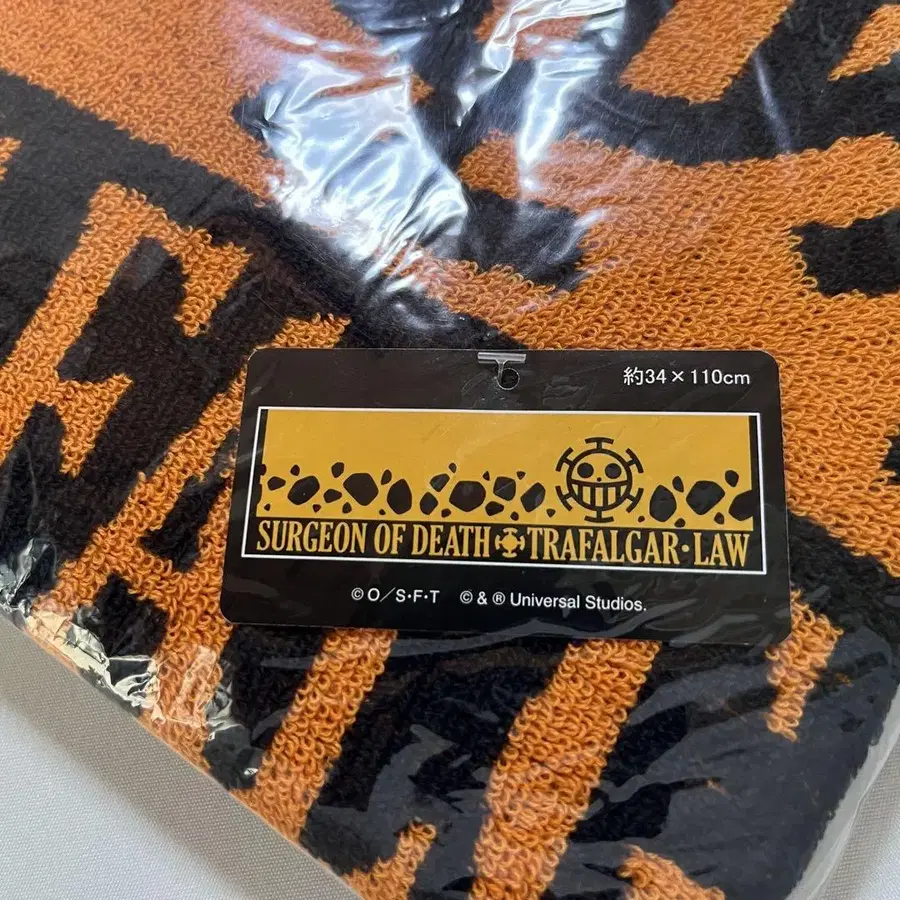 約34×110cm
SURGEON OF DEATH TRAFALGAR・LAW
©O／S・F・T © & ® Universal Studios.